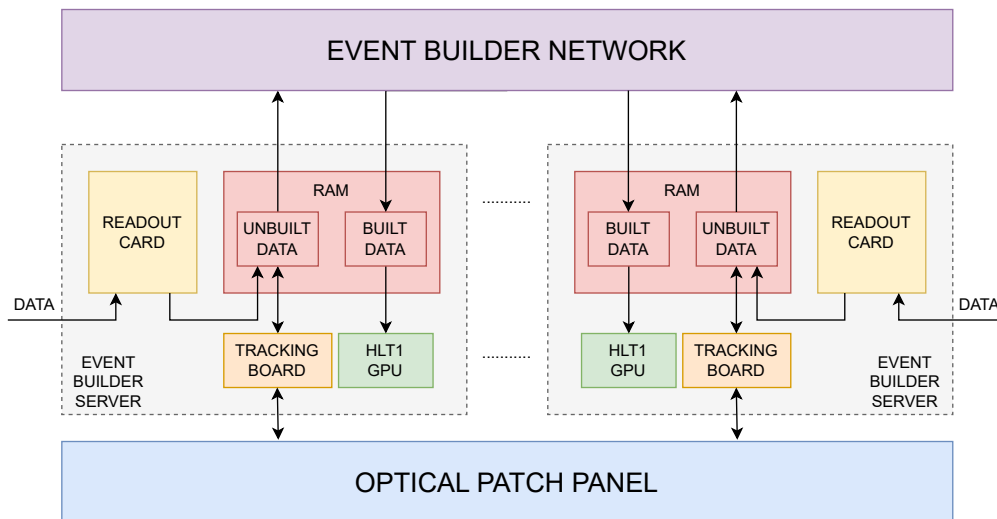 EVENT BUILDER NETWORK
READOUT
CARD
RAM
UNBUILT
DATA
BUILT
DATA
...........
RAM
BUILT
DATA
UNBUILT
DATA
READOUT
CARD
DATA
DATA
EVENT
BUILDER
SERVER
TRACKING
BOARD
HLT1
GPU
...........
HLT1
GPU
TRACKING
BOARD
EVENT
BUILDER
SERVER
OPTICAL PATCH PANEL